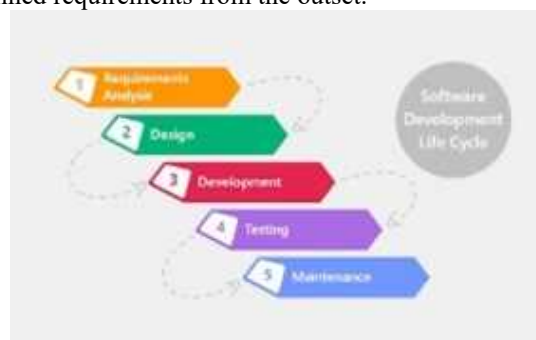 ined requirements from the outset.
1
Requirements
Analysis
2
Design
3
Development
4
Testing
5
Maintenance
Software
Development
Life Cycle